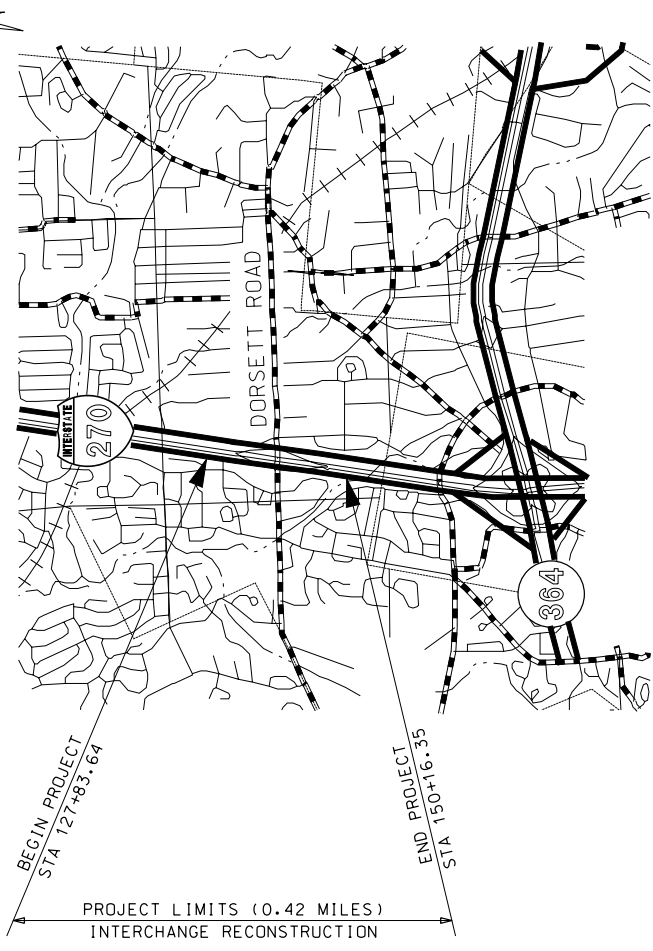 DORSETT ROAD
INTERSTATE
270
364
BEGIN PROJECT
STA 127+83.64
END PROJECT
STA 150+16.35
PROJECT LIMITS (0.42 MILES)
INTERCHANGE RECONSTRUCTION